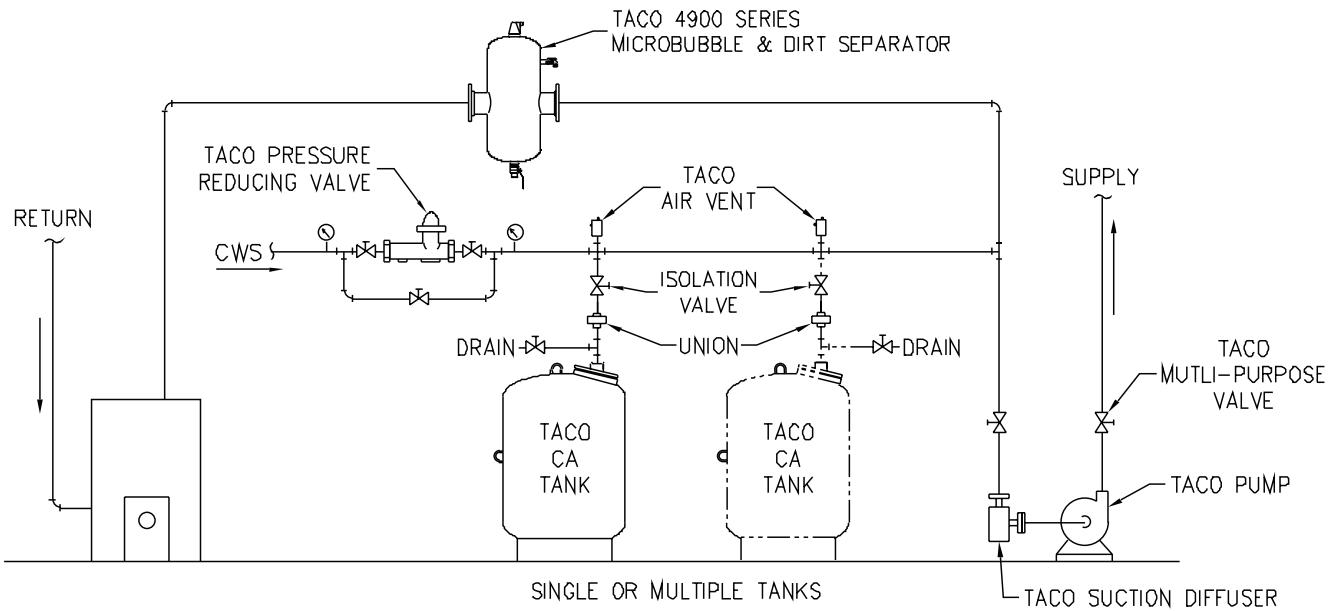 TACO 4900 SERIES
MICROBUBBLE & DIRT SEPARATOR
TACO PRESSURE
REDUCING VALVE
TACO
AIR VENT
SUPPLY
RETURN
CWS
ISOLATION
VALVE
DRAIN
UNION
DRAIN
TACO
MUTLI-PURPOSE
VALVE
TACO
CA
TANK
TACO
CA
TANK
TACO PUMP
SINGLE OR MULTIPLE TANKS
TACO SUCTION DIFFUSER